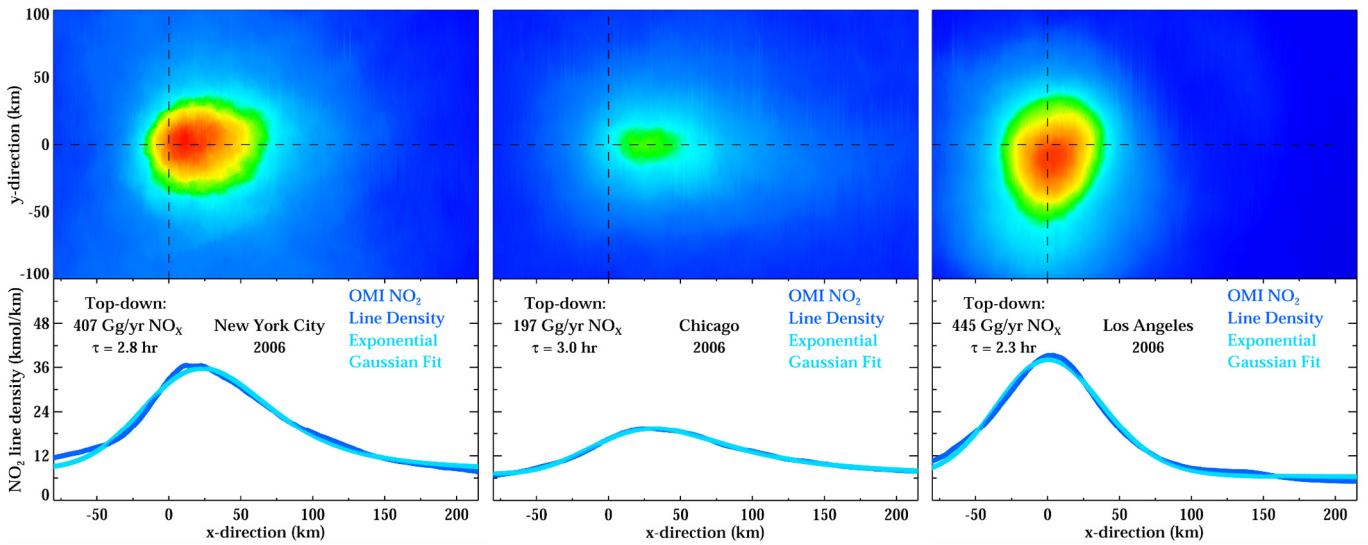 100
50
0
-50
-100
y-direction (km)
48
36
24
12
0
NO₂ line density (kmol/km)
Top-down:
407 Gg/yr NOX
τ = 2.8 hr
New York City
2006
OMI NO₂
Line Density
Exponential
Gaussian Fit
-50 0 50 100 150 200
x-direction (km)
Top-down:
197 Gg/yr NOX
τ = 3.0 hr
Chicago
2006
OMI NO₂
Line Density
Exponential
Gaussian Fit
-50 0 50 100 150 200
x-direction (km)
Top-down:
445 Gg/yr NOX
τ = 2.3 hr
Los Angeles
2006
OMI NO₂
Line Density
Exponential
Gaussian Fit
-50 0 50 100 150 200
x-direction (km)